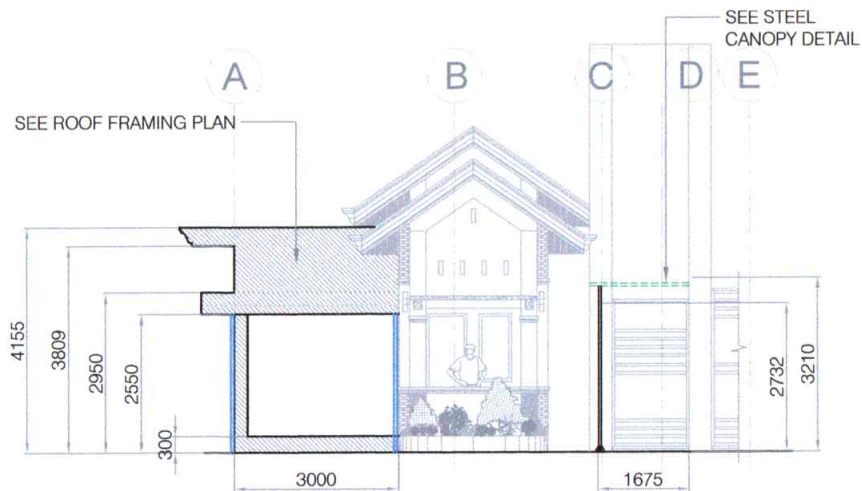 SEE STEEL
CANOPY DETAIL
A
B
C
D
E
SEE ROOF FRAMING PLAN
4155
3809
2950
2550
300
2732
3210
3000
1675